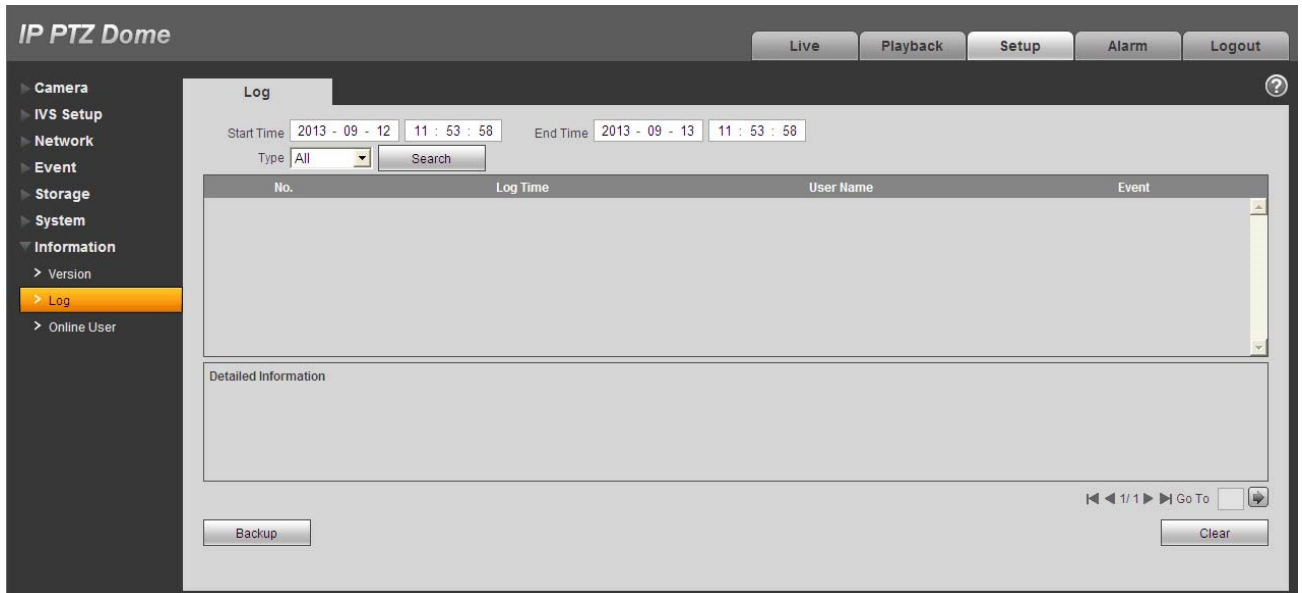 IP PTZ Dome
Live Playback Setup Alarm Logout
Camera
IVS Setup
Network
Event
Storage
System
Information
> Version
> Log
> Online User
Log
?
Start Time 2013 - 09 - 12 11 : 53 : 58 End Time 2013 - 09 - 13 11 : 53 : 58
Type All Search
No. Log Time User Name Event
Detailed Information
1/1 Go To
Backup Clear